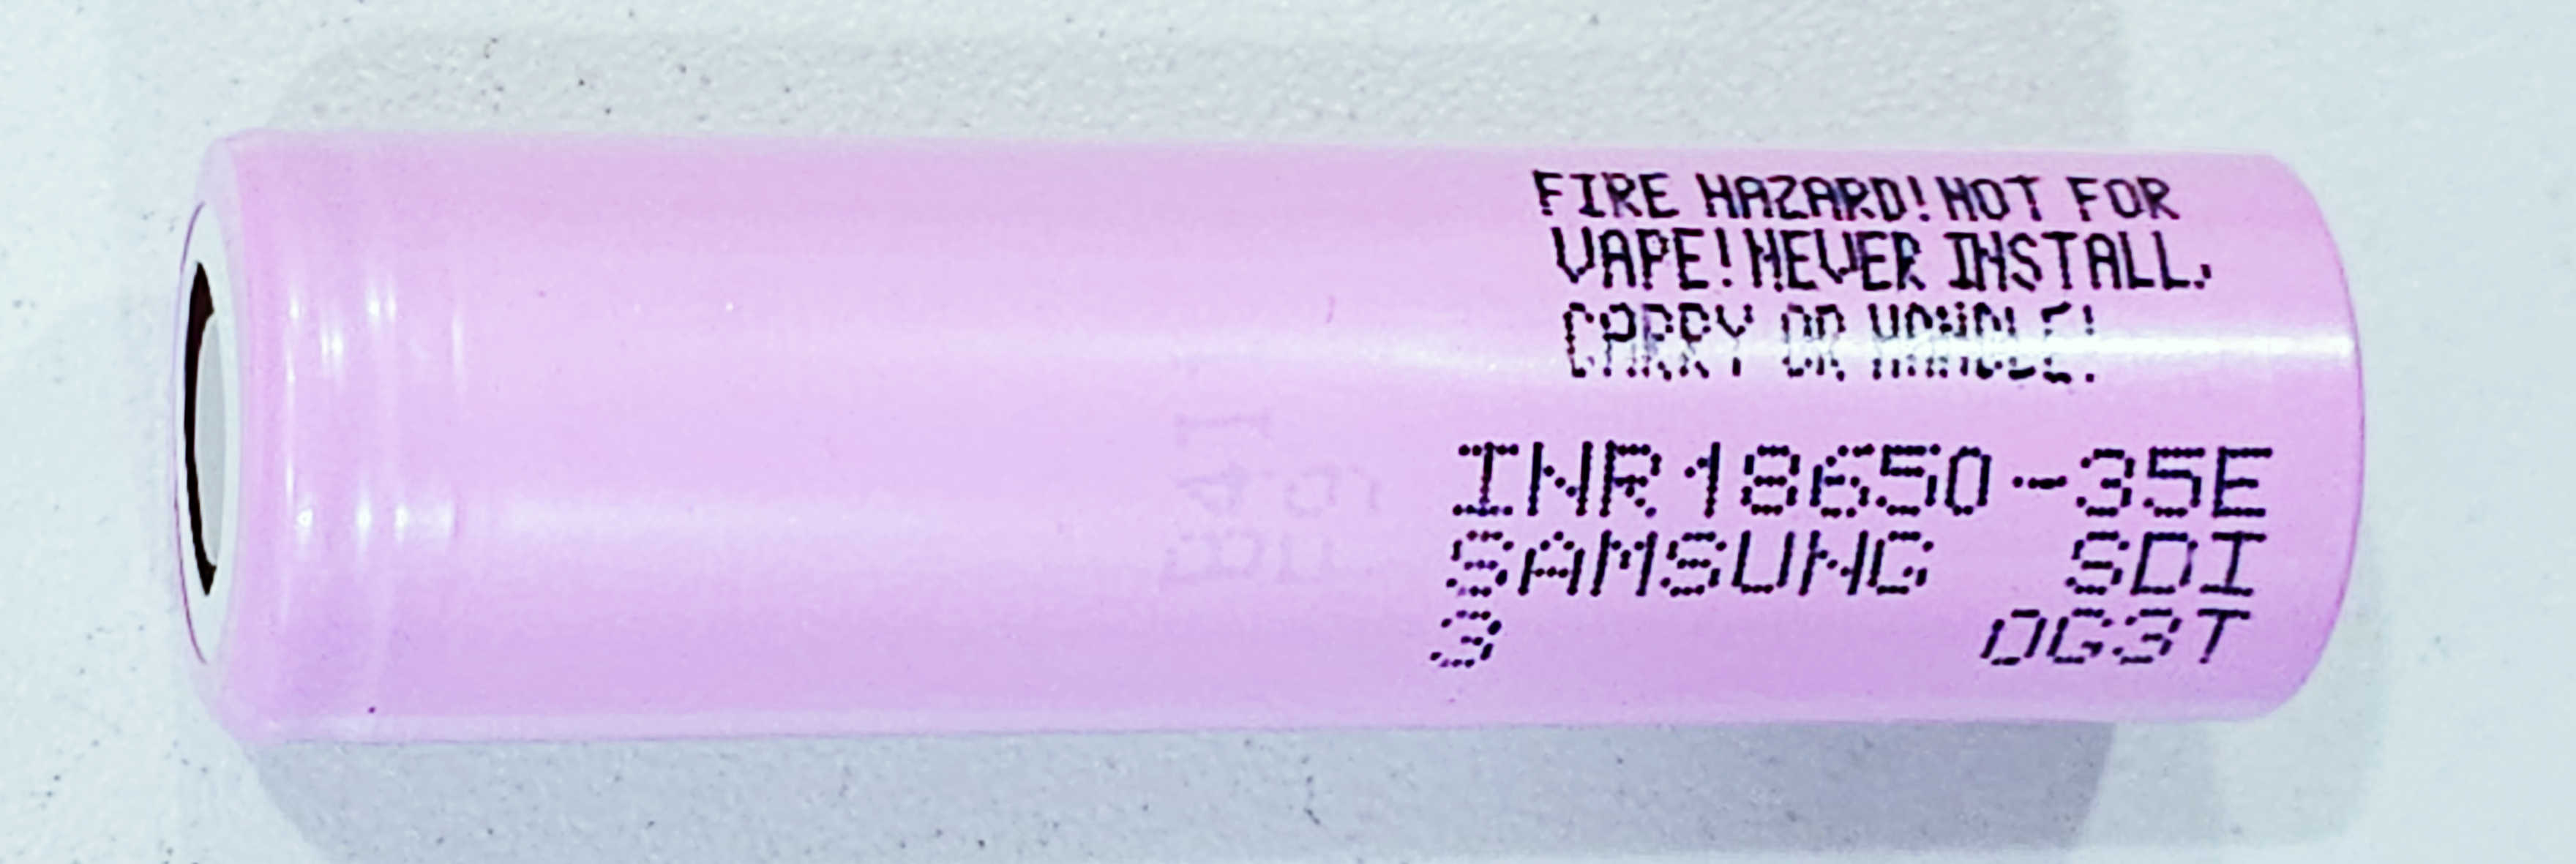 FIRE HAZARD! NOT FOR
VAPE! NEVER INSTALL,
CARRY OR HANDLE!
INR18650-35E
SAMSUNG SDI
3 0G3T